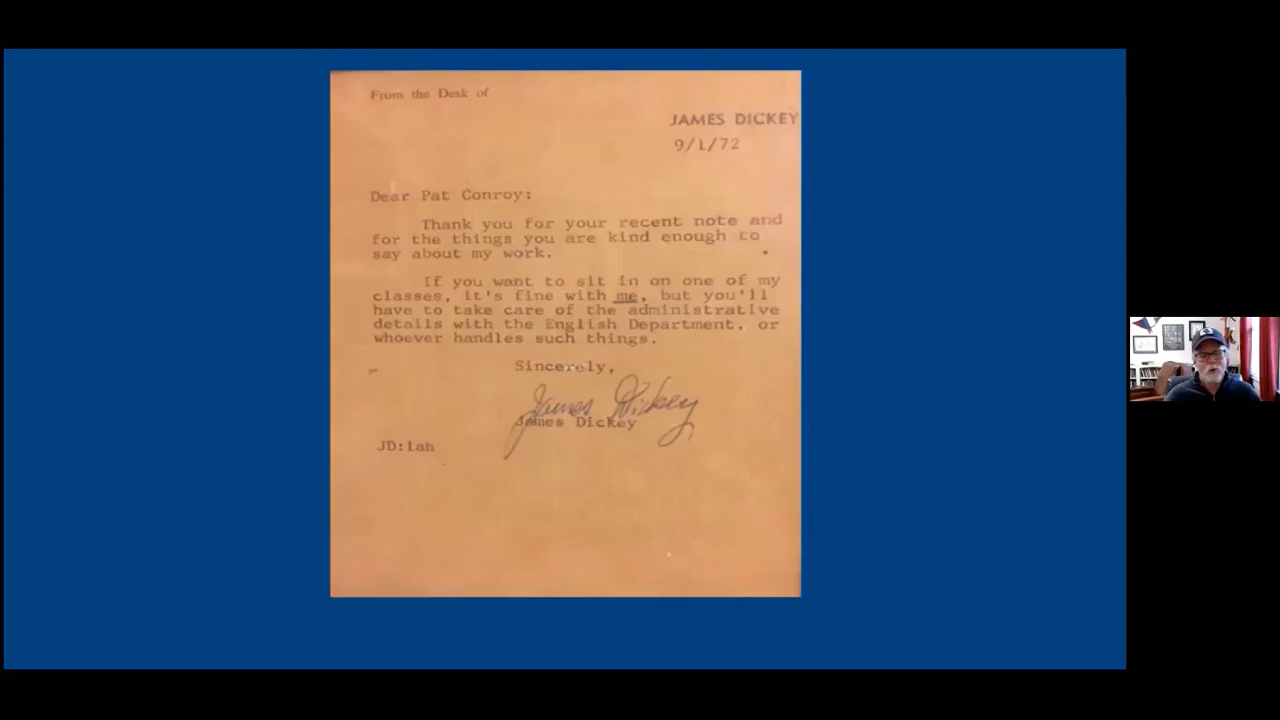 From the Desk of
JAMES DICKEY
9/1/72
Dear Pat Conroy:
Thank you for your recent note and
for the things you are kind enough to
say about my work.
If you want to sit in on one of my
classes, it's fine with me, but you'll
have to take care of the administrative
details with the English Department, or
whoever handles such things.
Sincerely,
James Dickey
James Dickey
JD:lah